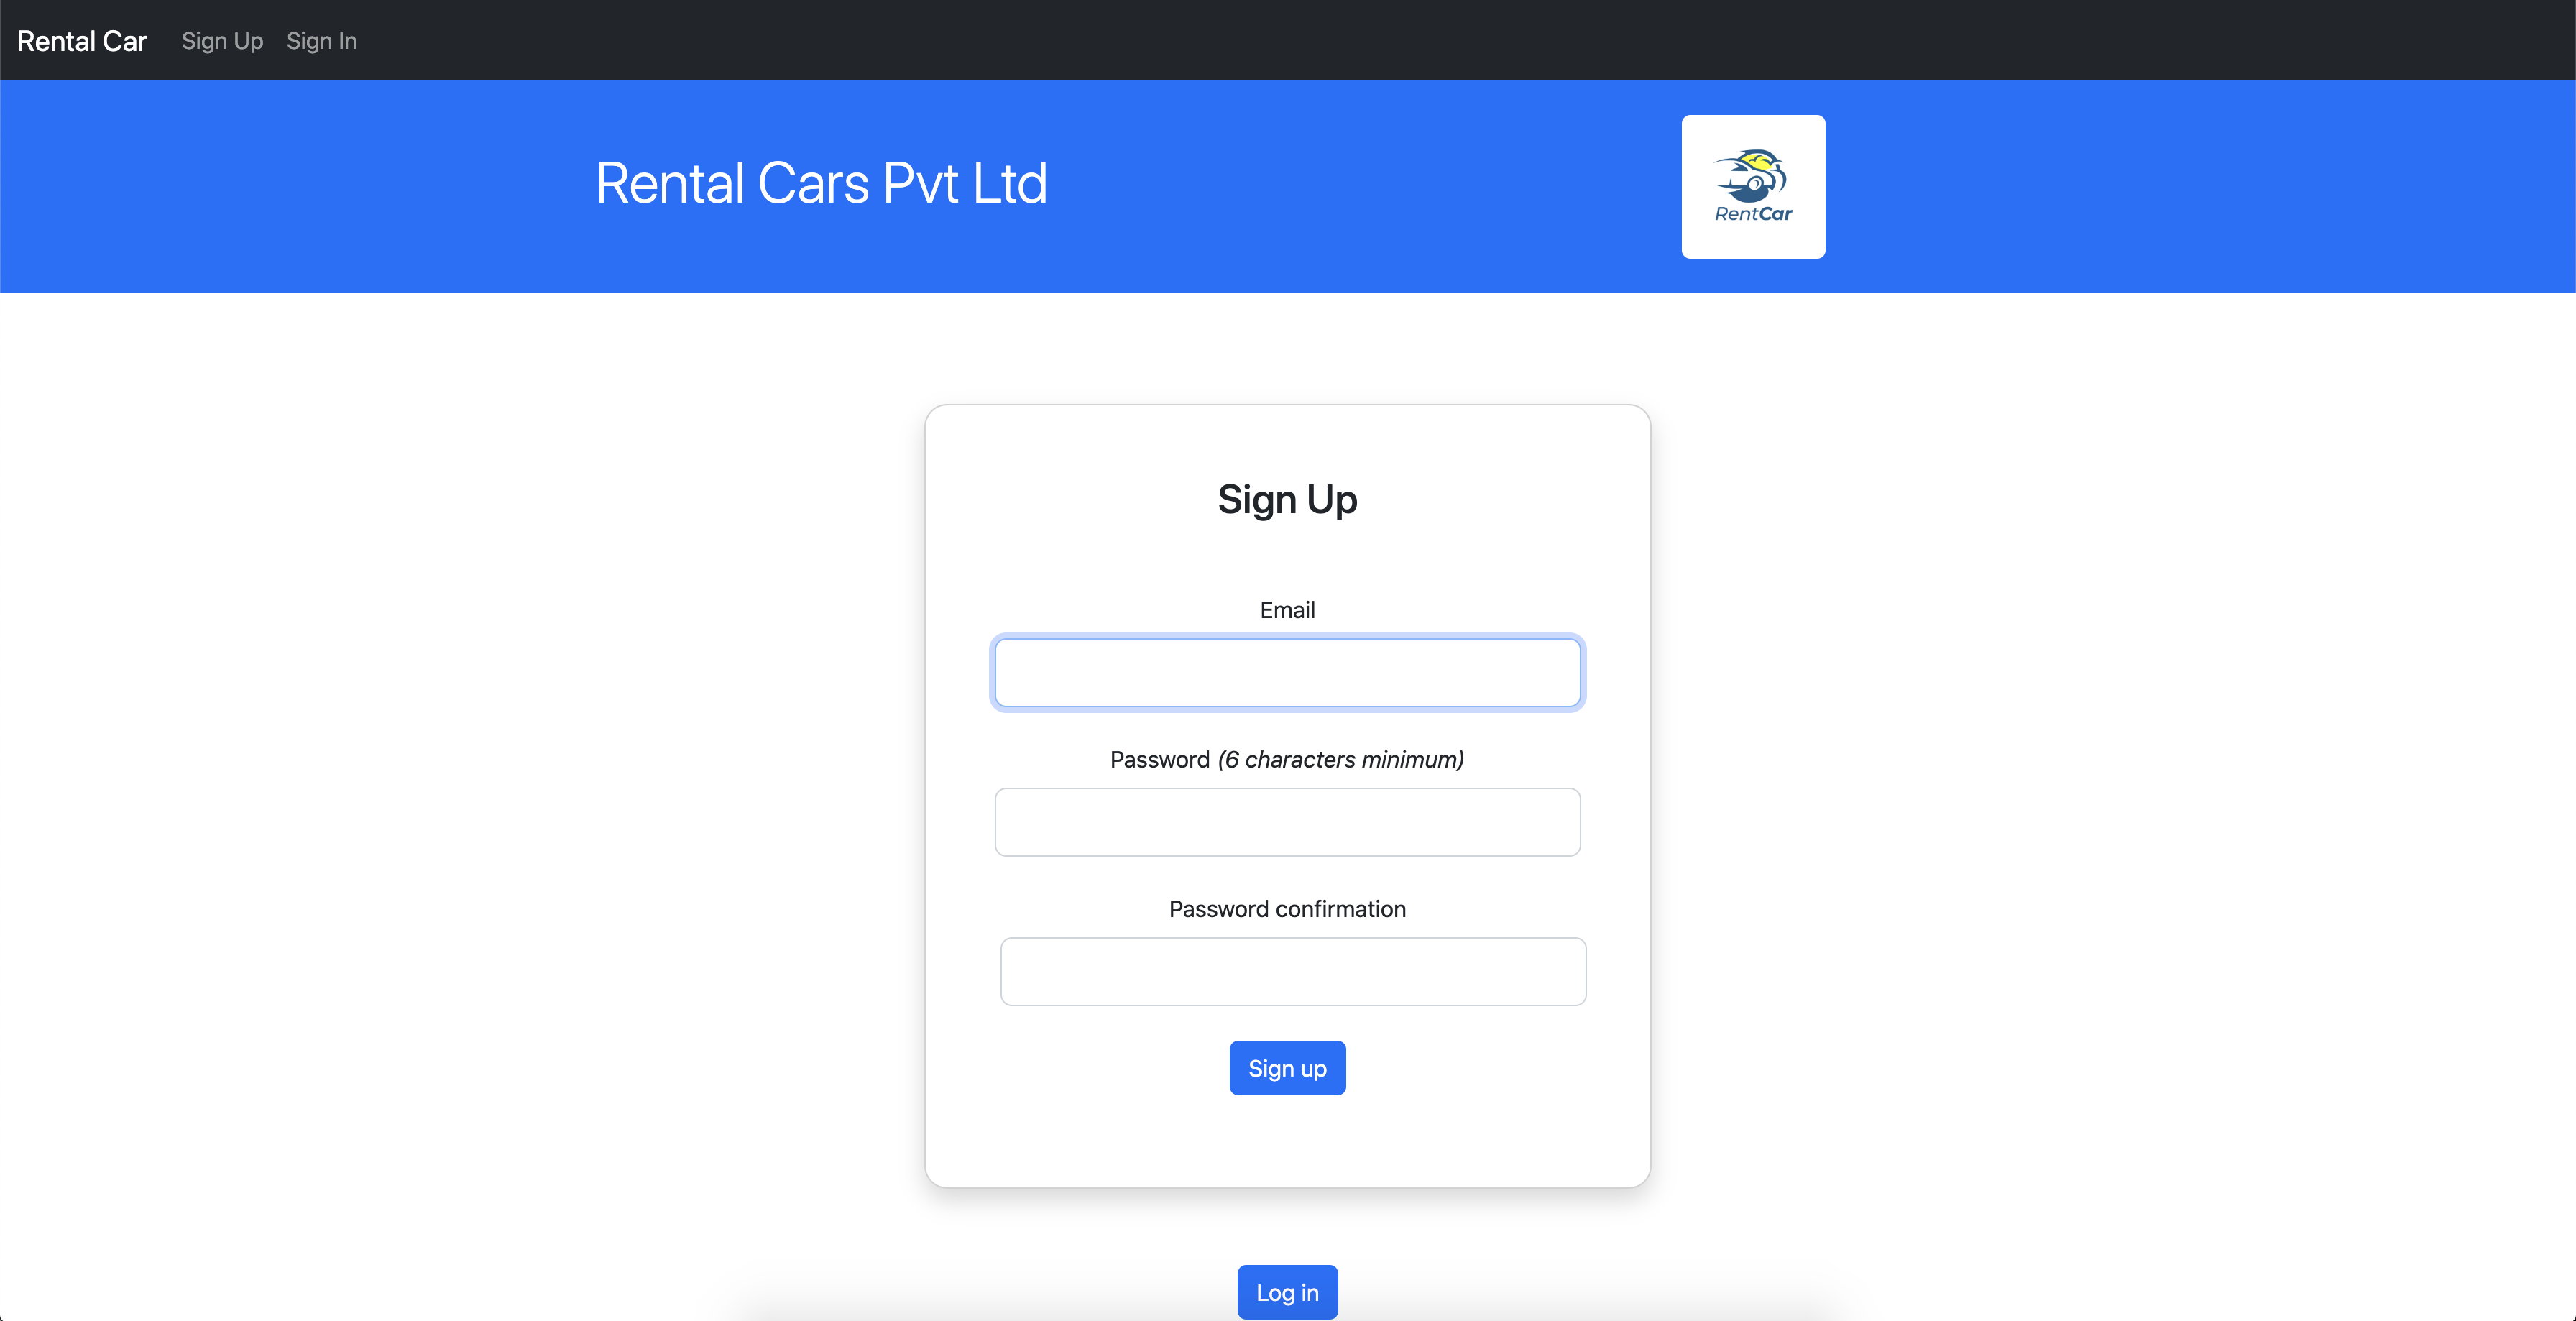 Rental Car Sign Up Sign In
Rental Cars Pvt Ltd
RentCar
Sign Up
Email
Password (6 characters minimum)
Password confirmation
Sign up
Log in